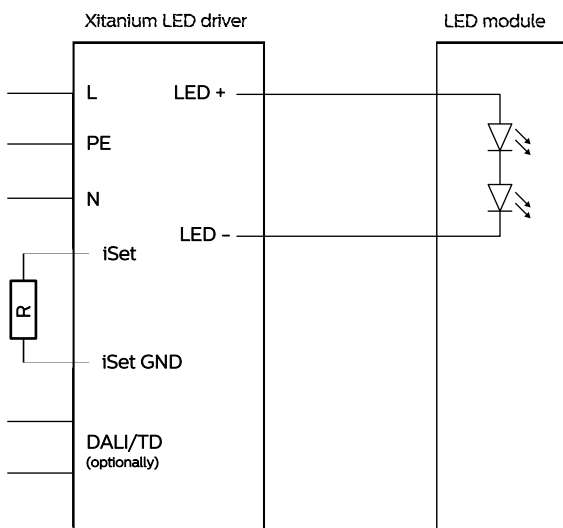 Xitanium LED driver
LED module
L
LED +
PE
N
LED -
iSet
R
iSet GND
DALI/TD
(optionally)